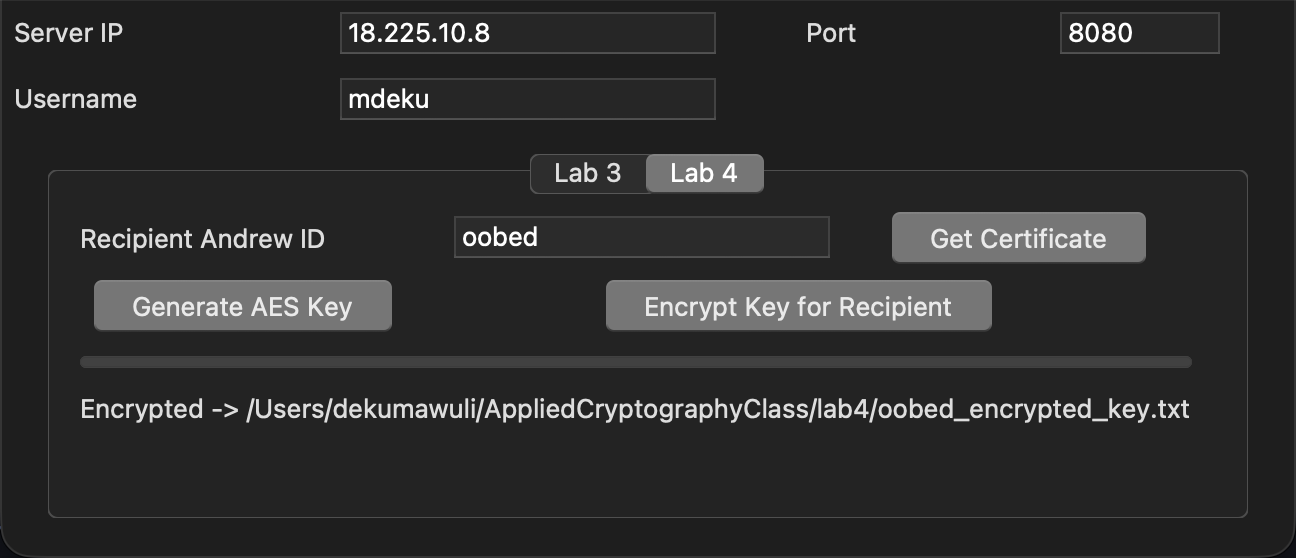 Server IP 18.225.10.8 Port 8080
Username mdeku
Lab 3 Lab 4
Recipient Andrew ID oobed Get Certificate
Generate AES Key Encrypt Key for Recipient
Encrypted -> /Users/dekumawuli/AppliedCryptographyClass/lab4/oobed_encrypted_key.txt